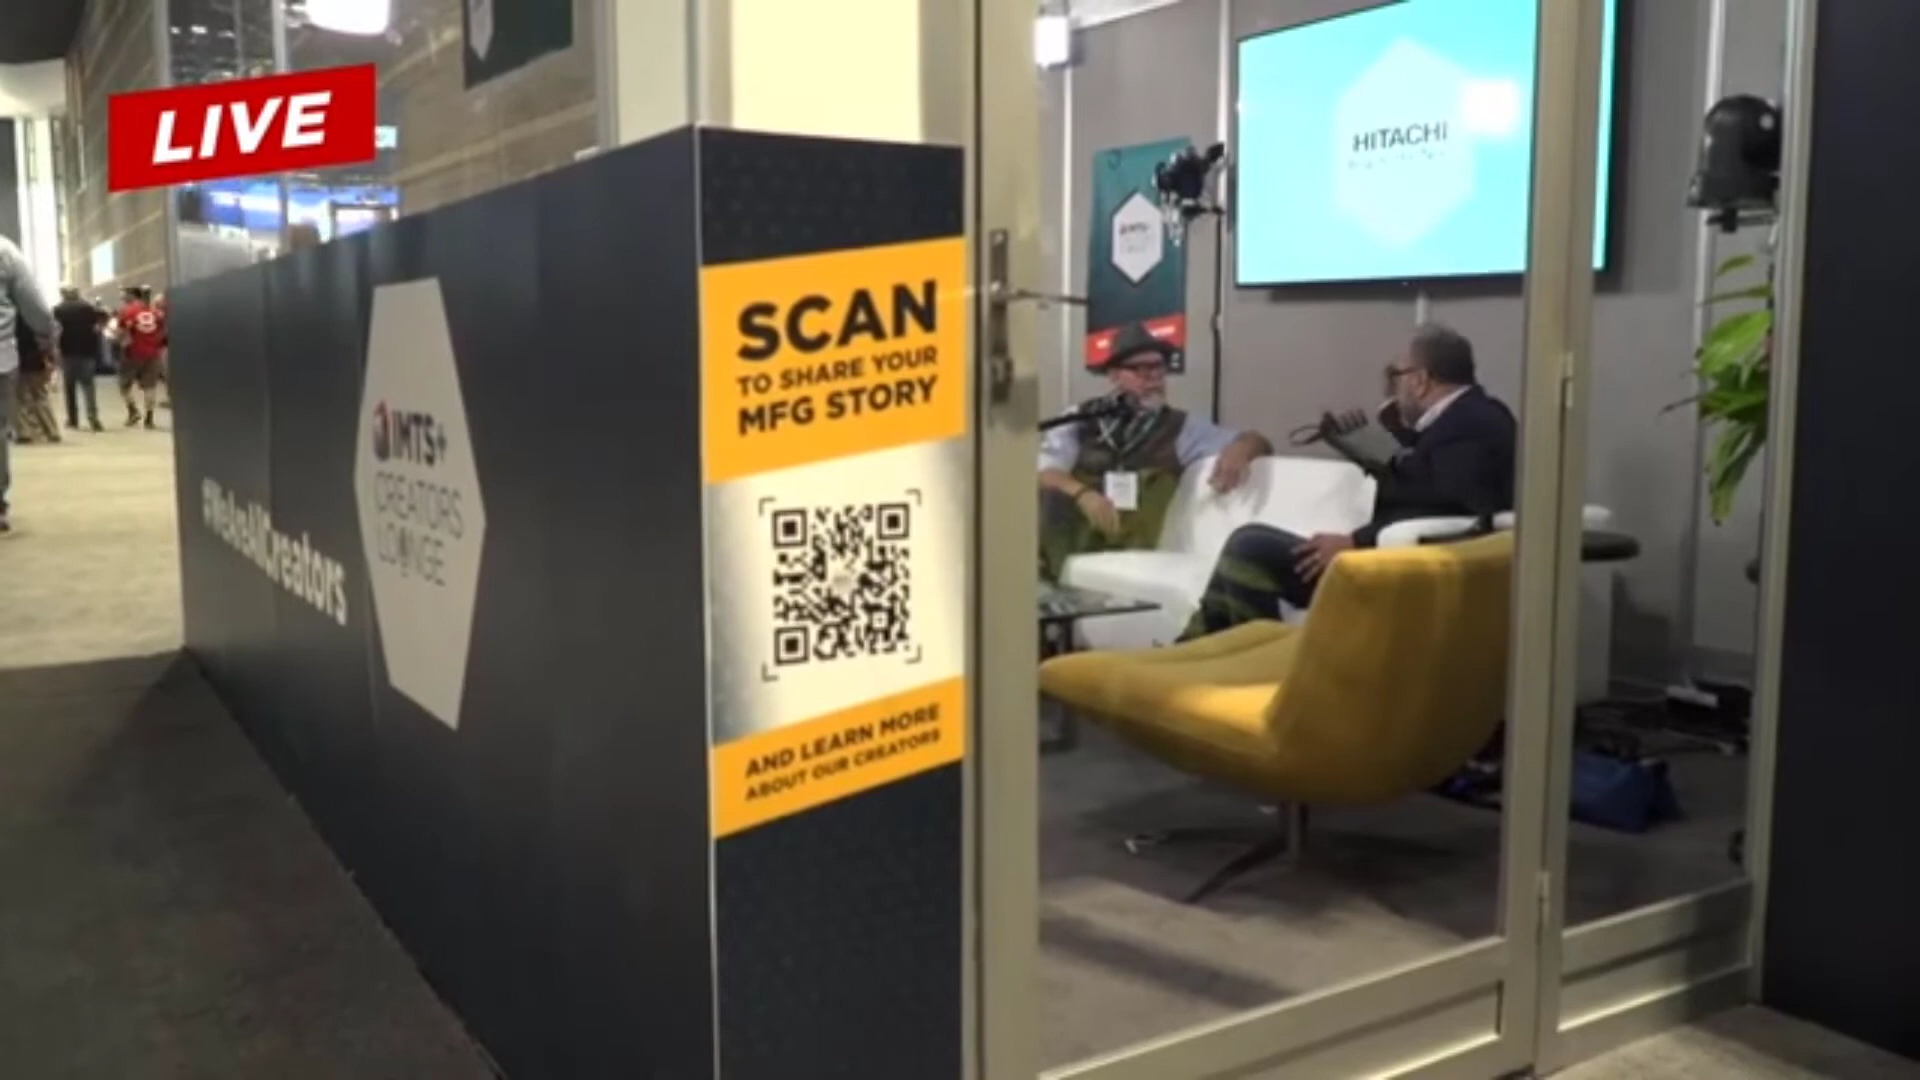 LIVE
HITACHI
SCAN
TO SHARE YOUR
MFG STORY
IMTS+
CREATORS
LOUNGE
#WeAreAllCreators
AND LEARN MORE
ABOUT OUR CREATORS